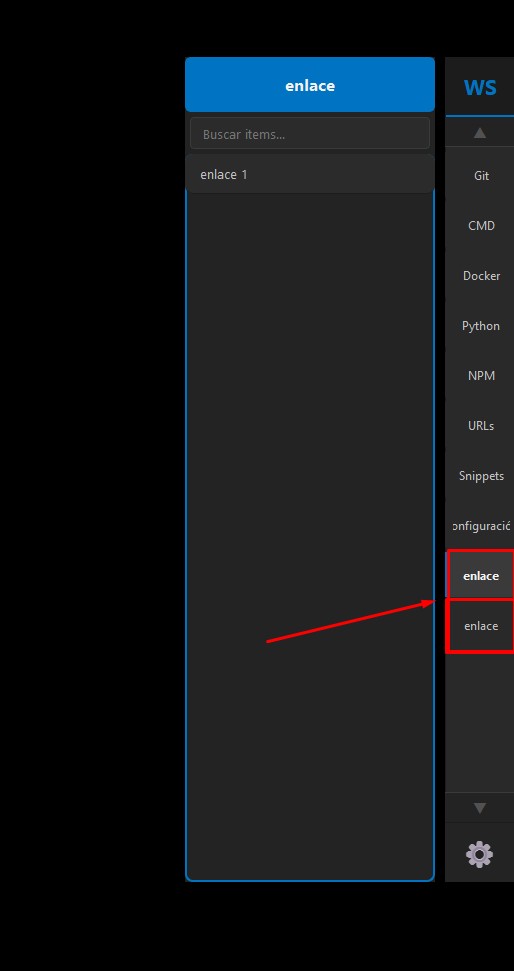 enlace
Buscar items...
enlace 1
WS
Git
CMD
Docker
Python
NPM
URLs
Snippets
onfiguració
enlace
enlace